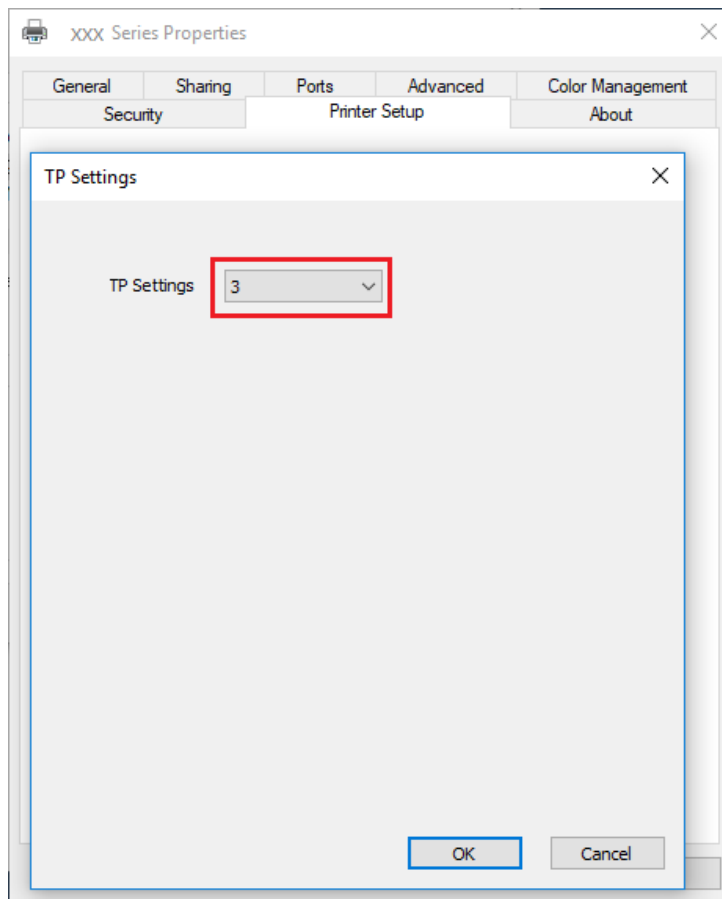 xxx Series Properties
General Sharing Ports Advanced Color Management
Security Printer Setup About
TP Settings
TP Settings 3
OK Cancel